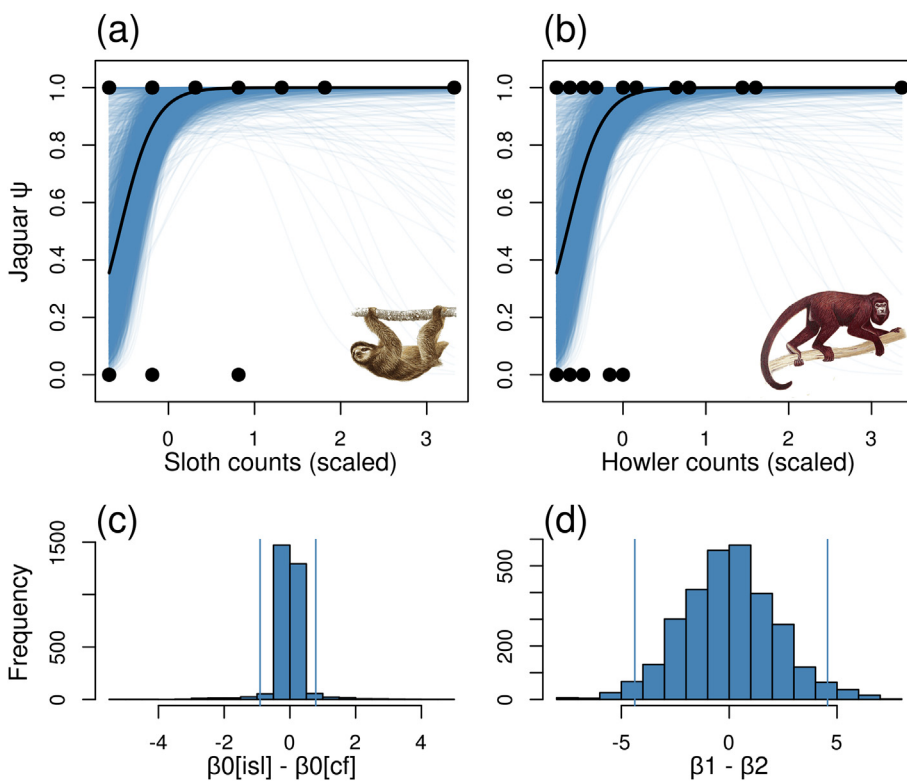 (a)
(b)
Jaguar ψ
0.0 0.2 0.4 0.6 0.8 1.0
0.0 0.2 0.4 0.6 0.8 1.0
0 1 2 3
0 1 2 3
Sloth counts (scaled)
Howler counts (scaled)
(c)
(d)
Frequency
0 500 1500
0 200 500
-4 -2 0 2 4
-5 0 5
β0[isl] - β0[cf]
β1 - β2